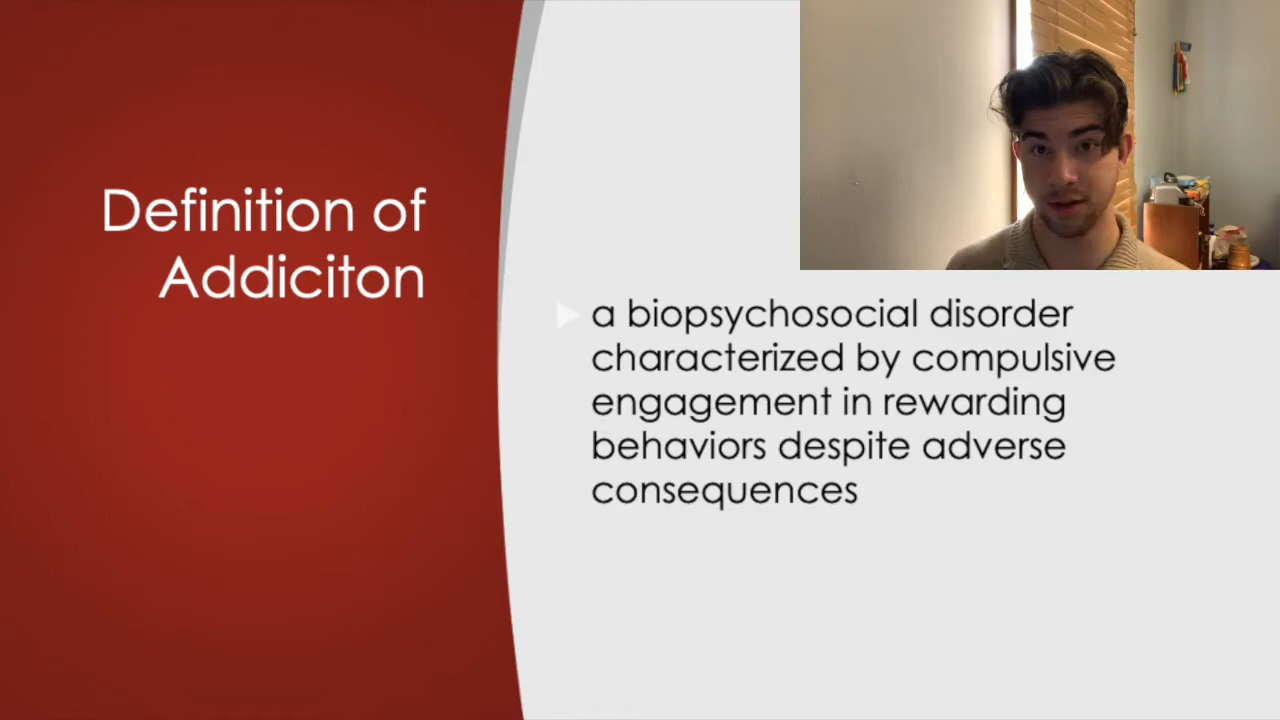 Definition of
Addiciton
a biopsychosocial disorder
characterized by compulsive
engagement in rewarding
behaviors despite adverse
consequences